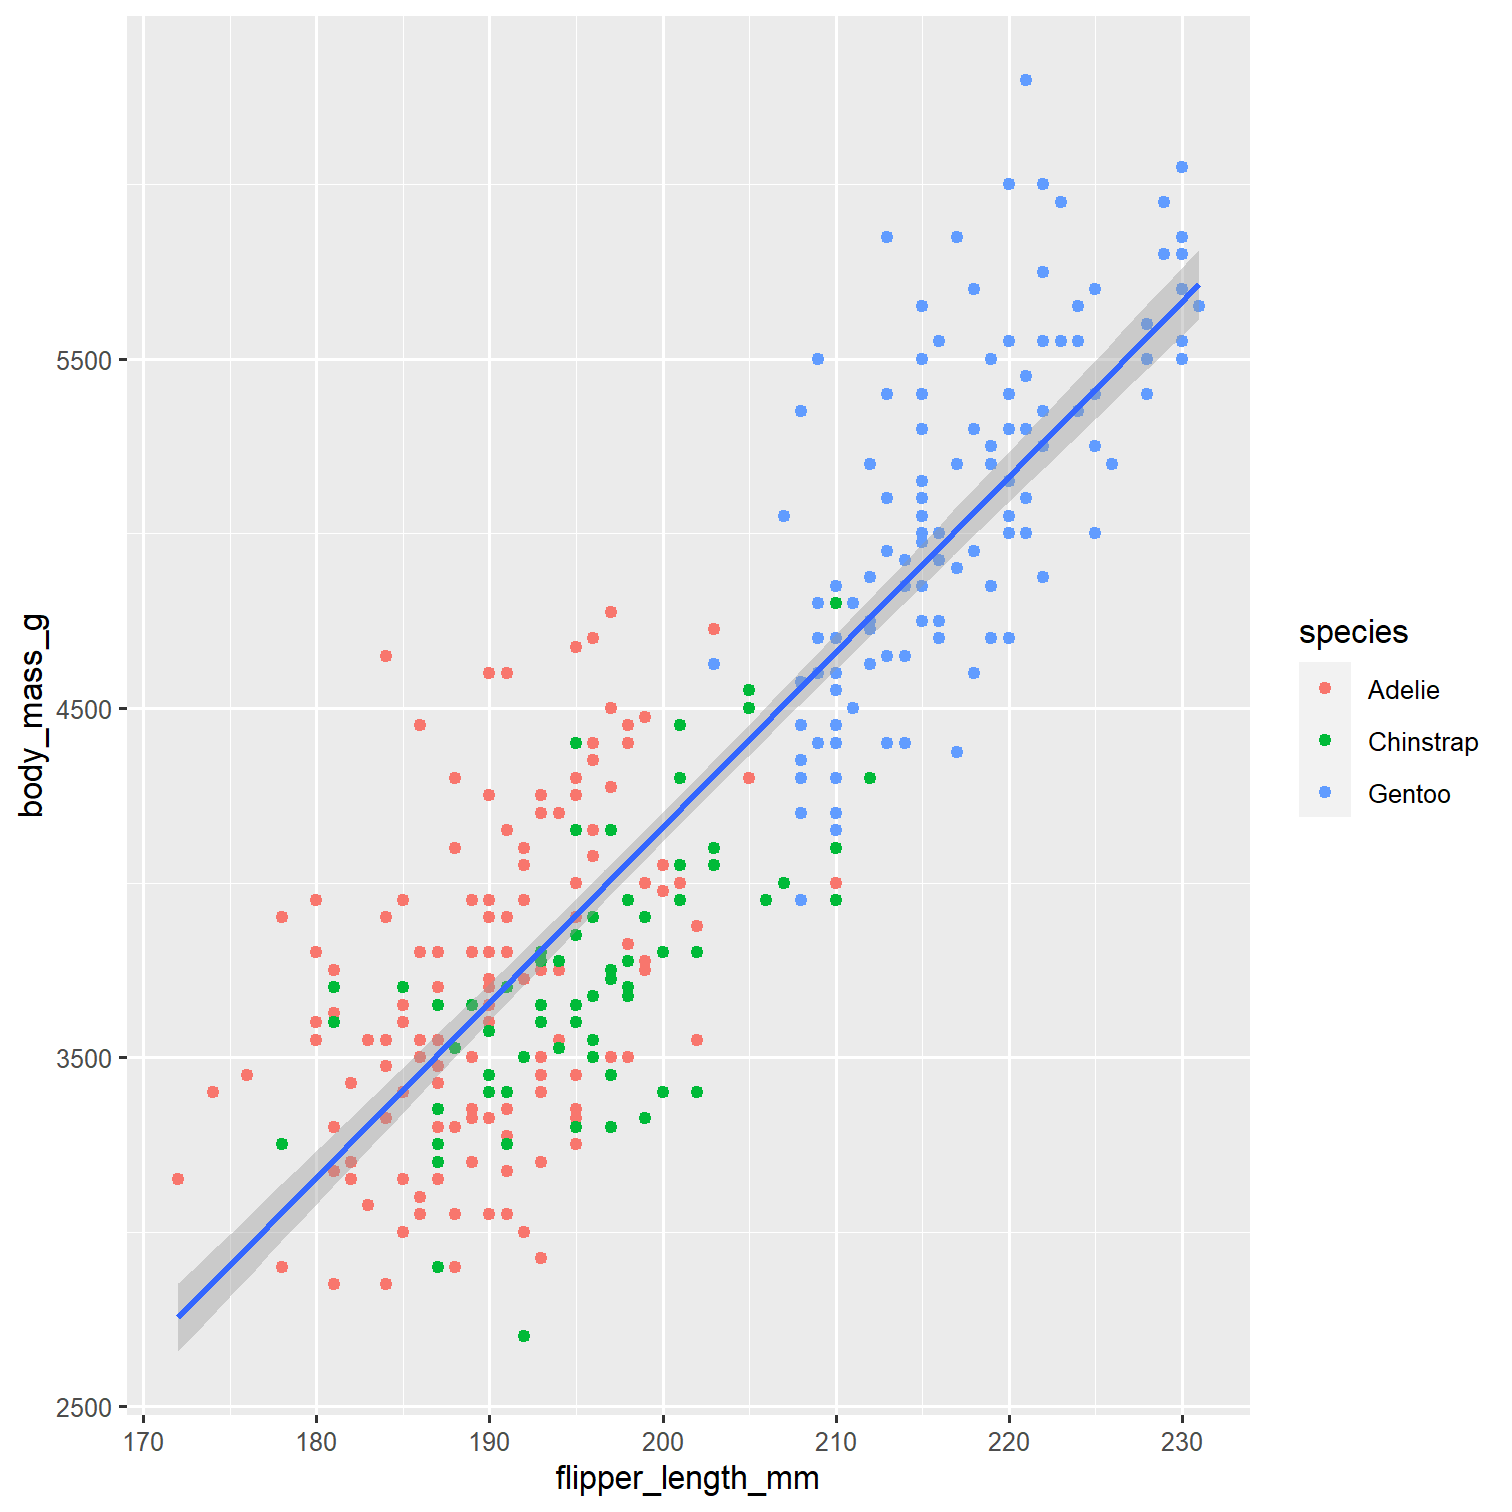 5500
4500
3500
2500
body_mass_g
170 180 190 200 210 220 230
flipper_length_mm
species
Adelie
Chinstrap
Gentoo